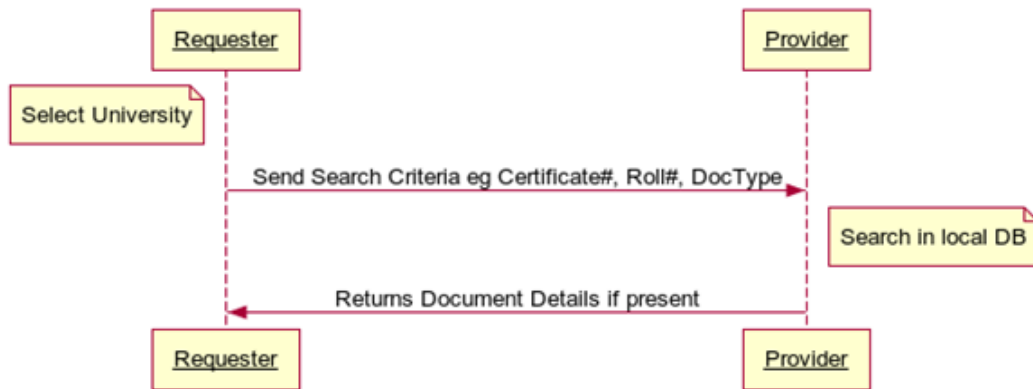 Requester
Provider
Select University
Send Search Criteria eg Certificate#, Roll#, DocType
Search in local DB
Returns Document Details if present
Requester
Provider